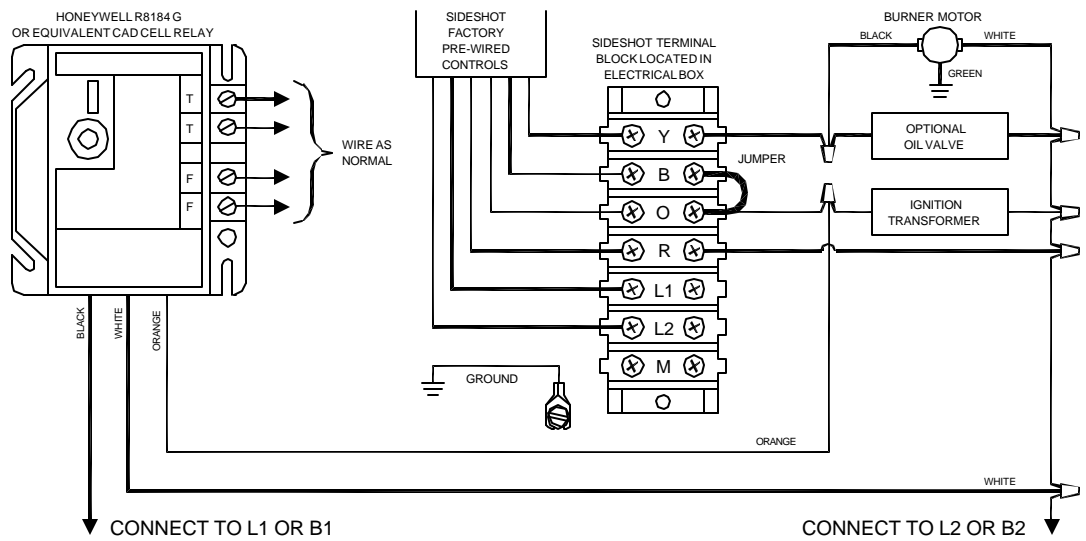 HONEYWELL R8184 G
OR EQUIVALENT CAD CELL RELAY
T
T
F
F
WIRE AS
NORMAL
BLACK
WHITE
ORANGE
SIDESHOT
FACTORY
PRE-WIRED
CONTROLS
SIDESHOT TERMINAL
BLOCK LOCATED IN
ELECTRICAL BOX
Y
B
O
R
L1
L2
M
JUMPER
GROUND
BURNER MOTOR
BLACK
WHITE
GREEN
OPTIONAL
OIL VALVE
IGNITION
TRANSFORMER
ORANGE
WHITE
CONNECT TO L1 OR B1
CONNECT TO L2 OR B2